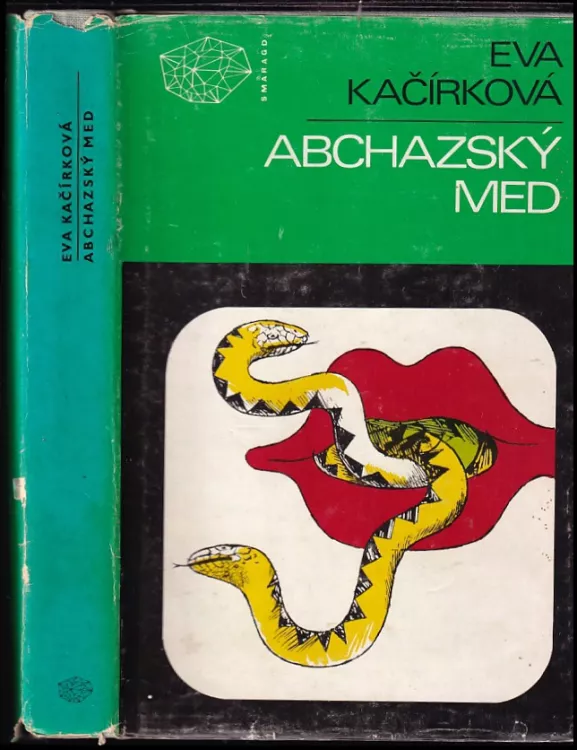 EVA KAČÍRKOVÁ
ABCHAZSKÝ MED
SMARAGD
EVA
KAČÍRKOVÁ
ABCHAZSKÝ
MED